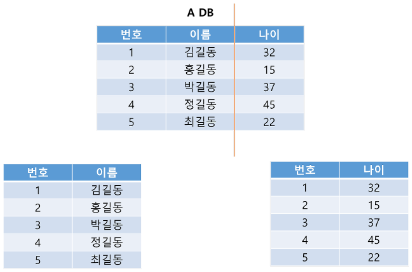 A DB
번호 이름 나이
1 김길동 32
2 홍길동 15
3 박길동 37
4 정길동 45
5 최길동 22
번호 이름
1 김길동
2 홍길동
3 박길동
4 정길동
5 최길동
번호 나이
1 32
2 15
3 37
4 45
5 22